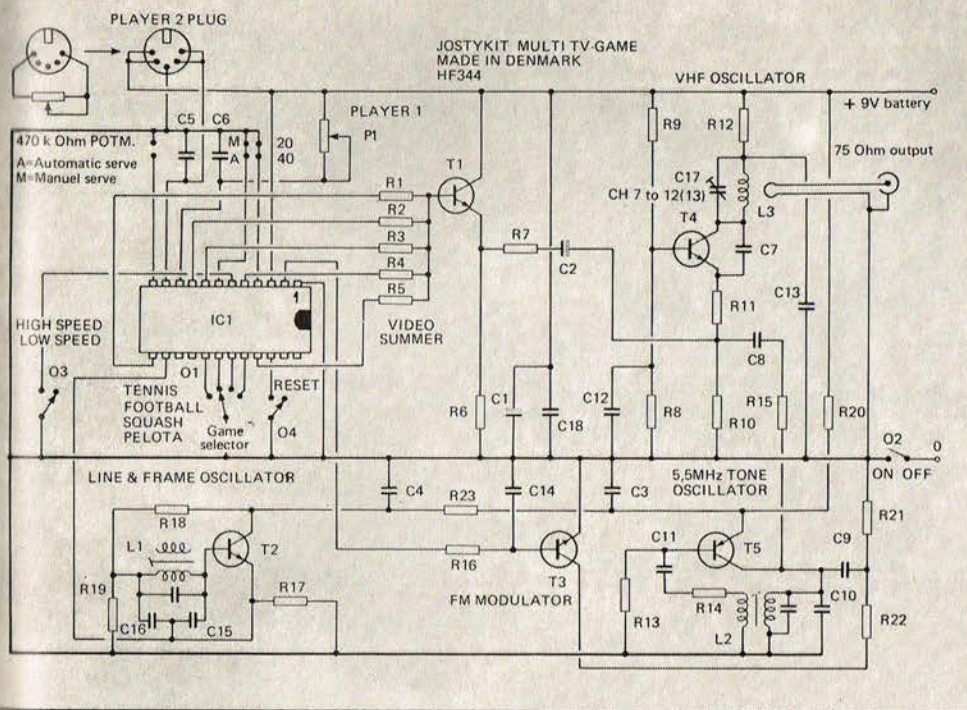 PLAYER 2 PLUG
JOSTYKIT MULTI TV-GAME
MADE IN DENMARK
HF344
VHF OSCILLATOR
+ 9V battery
75 Ohm output
PLAYER 1
P1
470 k Ohm POTM.
A=Automatic serve
M=Manuel serve
C5
C6
M
A
20
40
T1
R1
R2
R3
R4
R5
VIDEO
SUMMER
R9
R12
C17
CH 7 to 12(13)
L3
T4
C7
R7
C2
R11
C13
C8
IC1
1
HIGH SPEED
LOW SPEED
O3
O1
TENNIS
FOOTBALL
SQUASH
PELOTA
Game
selector
RESET
O4
R6
C1
C18
C12
R8
R10
R15
R20
O2
0
ON OFF
LINE & FRAME OSCILLATOR
C4
R23
C14
C3
5,5MHz TONE
OSCILLATOR
R21
R18
L1
T2
R16
T3
FM MODULATOR
C11
T5
C9
R19
R17
C16
C15
R13
R14
L2
C10
R22